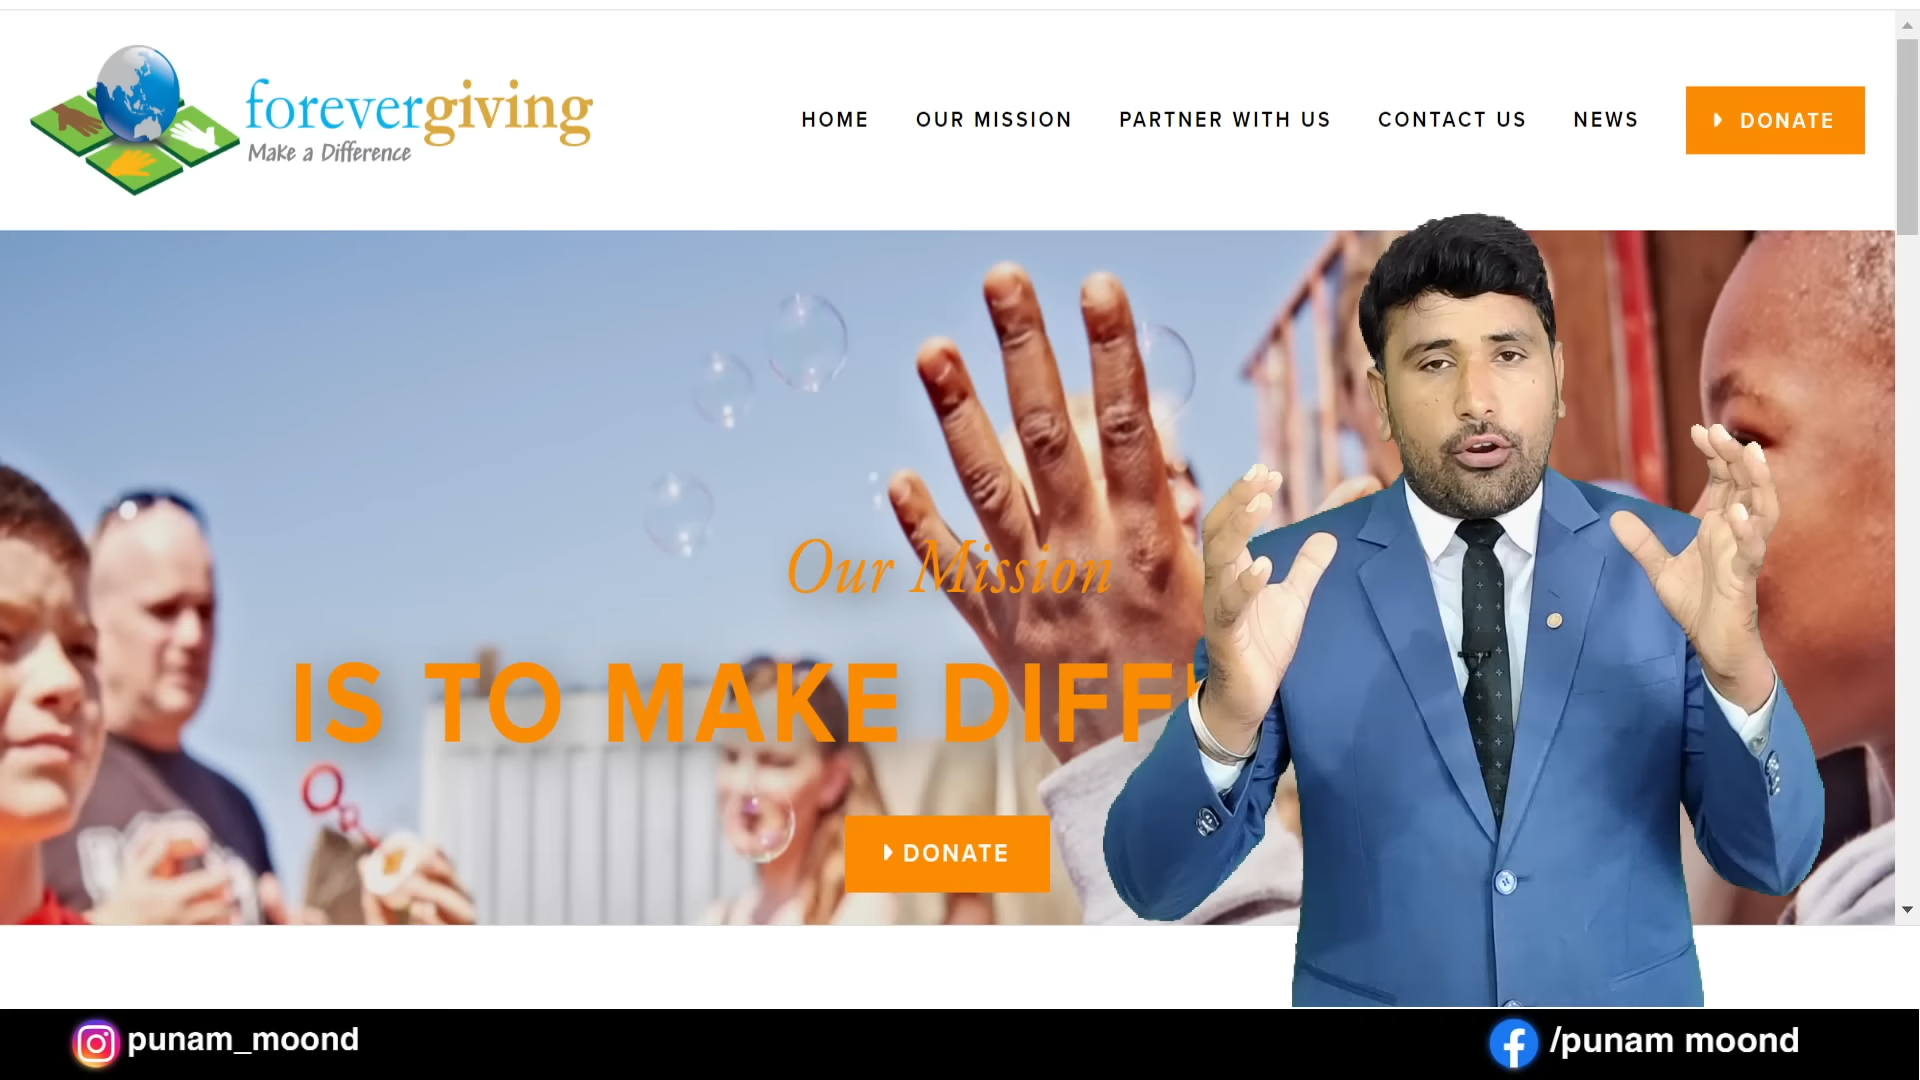 forevergiving
Make a Difference
HOME OUR MISSION PARTNER WITH US CONTACT US NEWS DONATE
Our Mission
IS TO MAKE
DONATE
punam_moond /punam moond